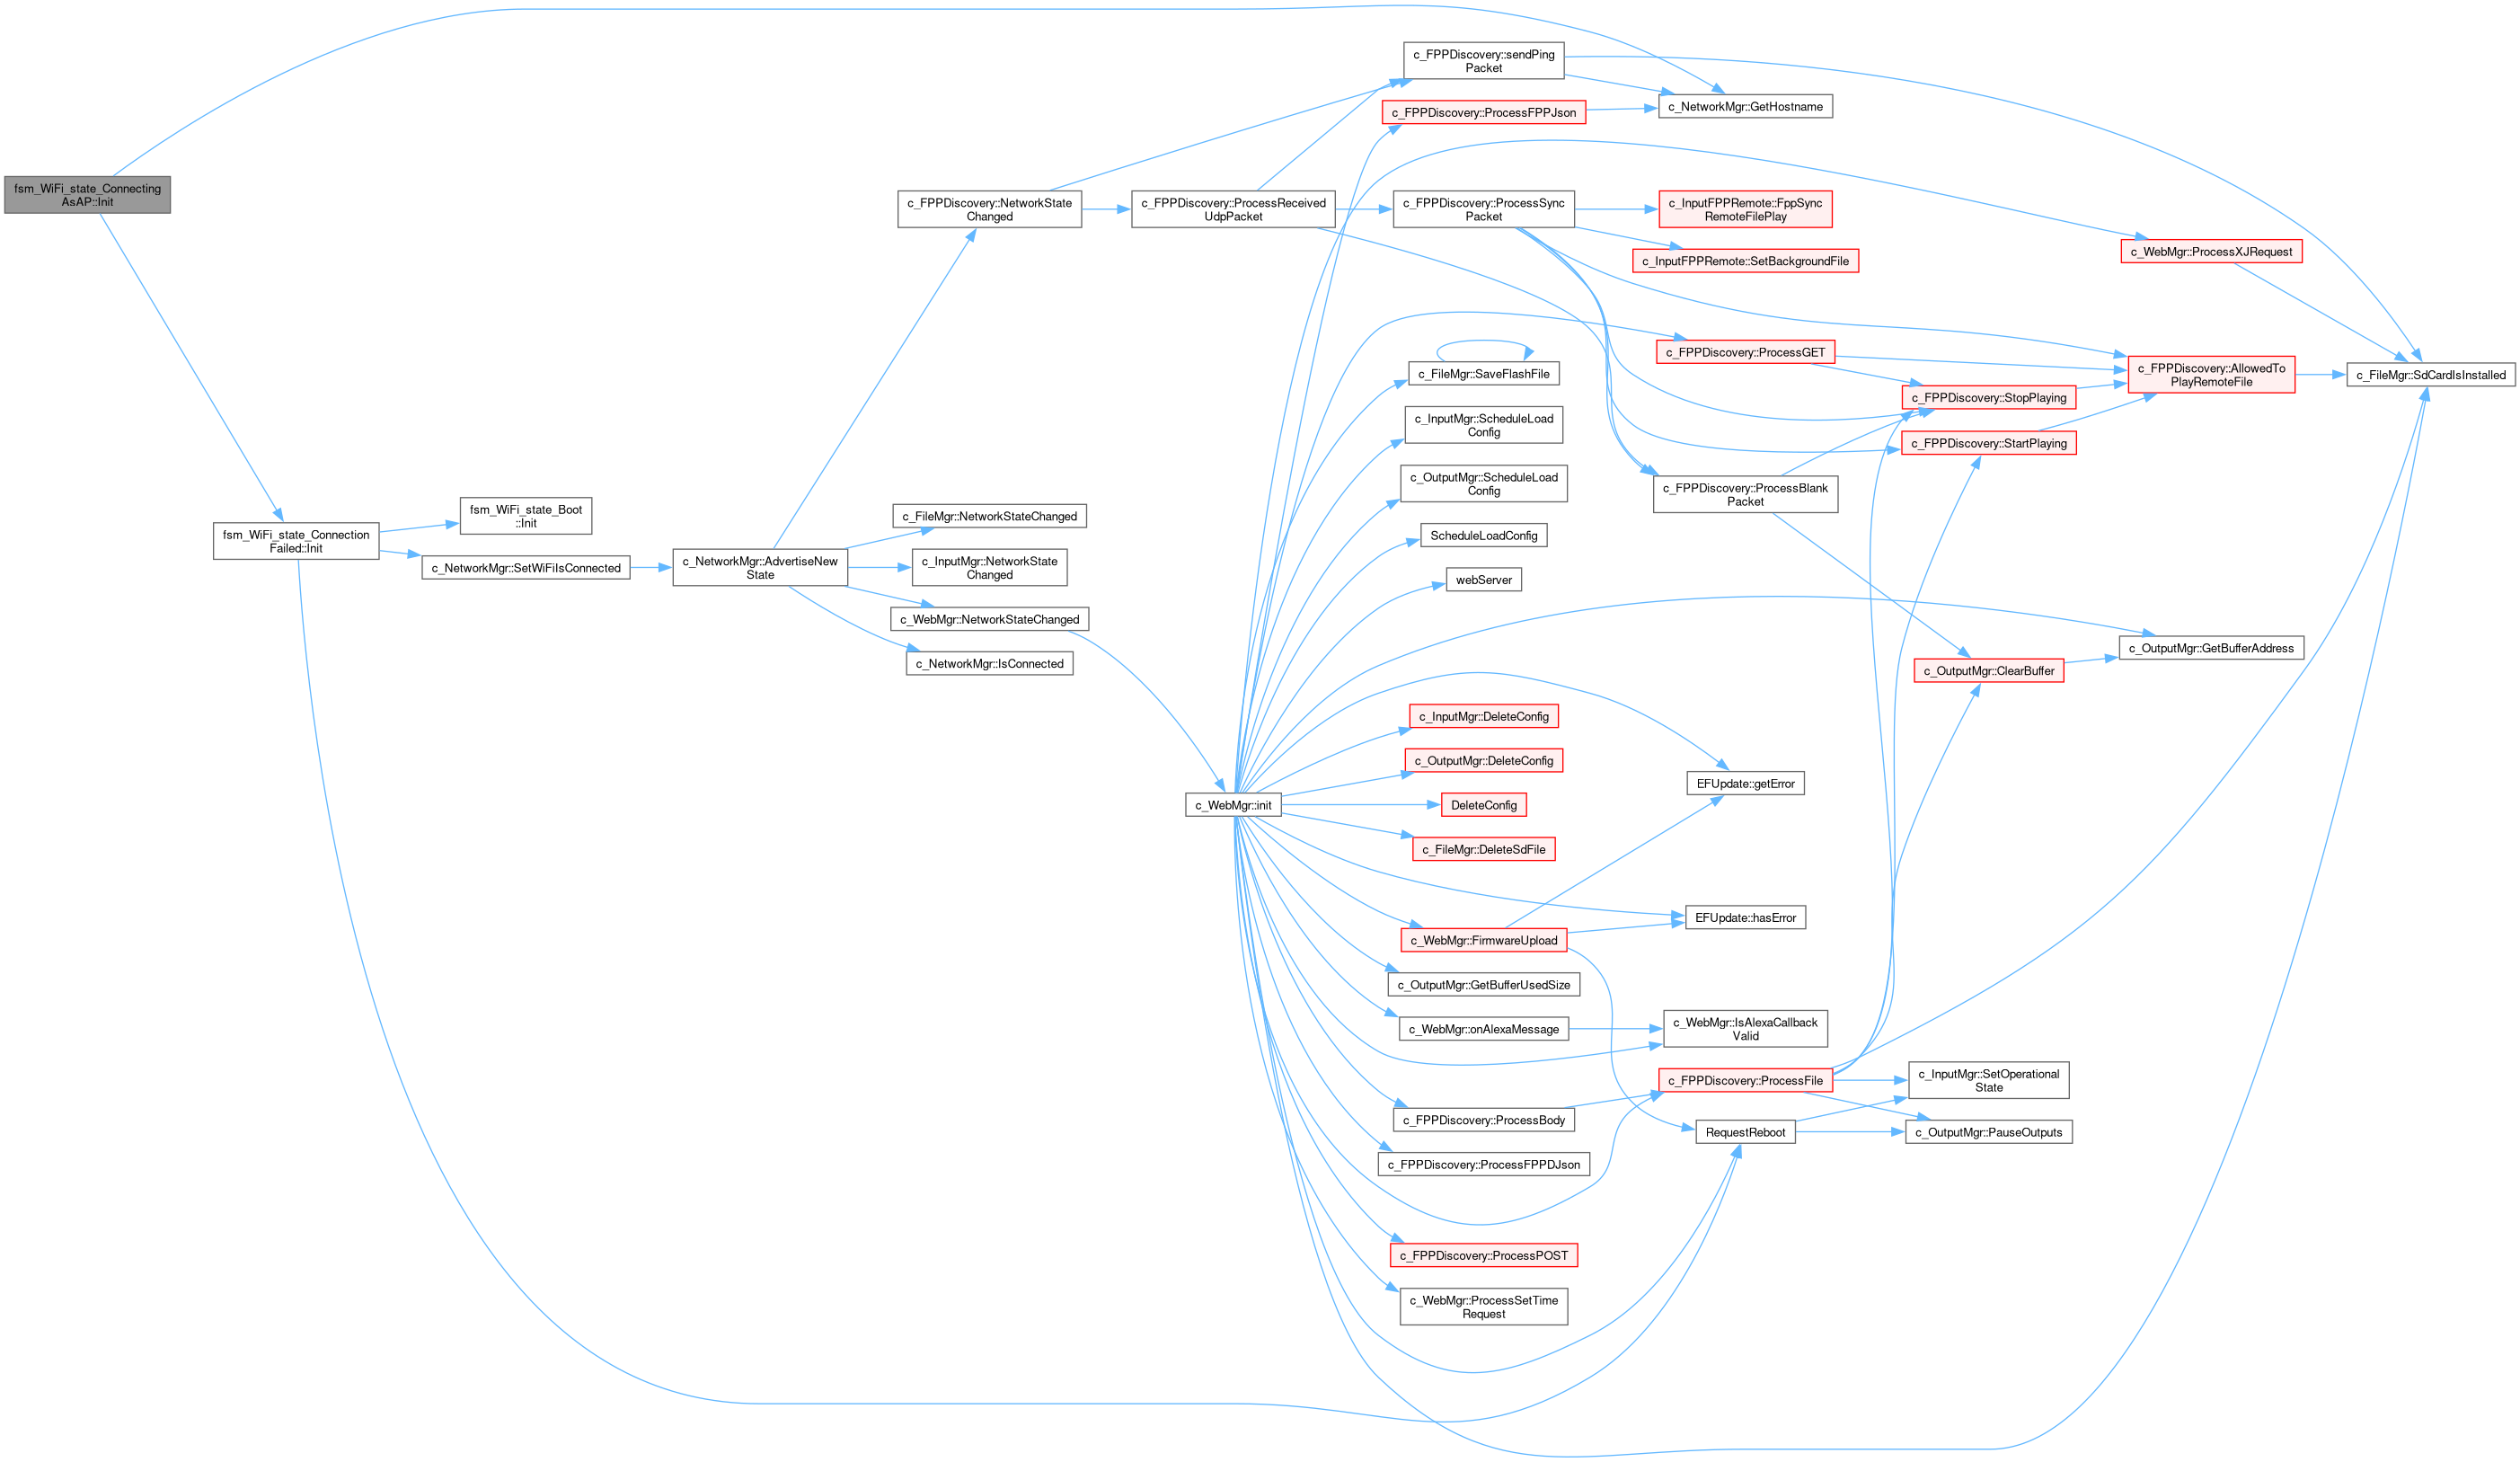 fsm_WiFi_state_Connecting
AsAP::Init
fsm_WiFi_state_Connection
Failed::Init
fsm_WiFi_state_Boot
::Init
c_NetworkMgr::SetWiFiIsConnected
c_NetworkMgr::AdvertiseNew
State
c_FPPDiscovery::NetworkState
Changed
c_FileMgr::NetworkStateChanged
c_InputMgr::NetworkState
Changed
c_WebMgr::NetworkStateChanged
c_NetworkMgr::IsConnected
c_FPPDiscovery::ProcessReceived
UdpPacket
c_WebMgr::init
c_FPPDiscovery::sendPing
Packet
c_FPPDiscovery::ProcessFPPJson
c_FPPDiscovery::ProcessSync
Packet
c_FileMgr::SaveFlashFile
c_InputMgr::ScheduleLoad
Config
c_OutputMgr::ScheduleLoad
Config
ScheduleLoadConfig
webServer
c_InputMgr::DeleteConfig
c_OutputMgr::DeleteConfig
DeleteConfig
c_FileMgr::DeleteSdFile
c_WebMgr::FirmwareUpload
c_OutputMgr::GetBufferUsedSize
c_WebMgr::onAlexaMessage
c_FPPDiscovery::ProcessBody
c_FPPDiscovery::ProcessFPPDJson
c_FPPDiscovery::ProcessPOST
c_WebMgr::ProcessSetTime
Request
c_NetworkMgr::GetHostname
c_InputFPPRemote::FppSync
RemoteFilePlay
c_InputFPPRemote::SetBackgroundFile
c_FPPDiscovery::ProcessGET
c_FPPDiscovery::ProcessBlank
Packet
EFUpdate::getError
EFUpdate::hasError
c_WebMgr::IsAlexaCallback
Valid
c_FPPDiscovery::ProcessFile
RequestReboot
c_FPPDiscovery::StopPlaying
c_FPPDiscovery::StartPlaying
c_OutputMgr::ClearBuffer
c_InputMgr::SetOperational
State
c_OutputMgr::PauseOutputs
c_WebMgr::ProcessXJRequest
c_FPPDiscovery::AllowedTo
PlayRemoteFile
c_OutputMgr::GetBufferAddress
c_FileMgr::SdCardIsInstalled